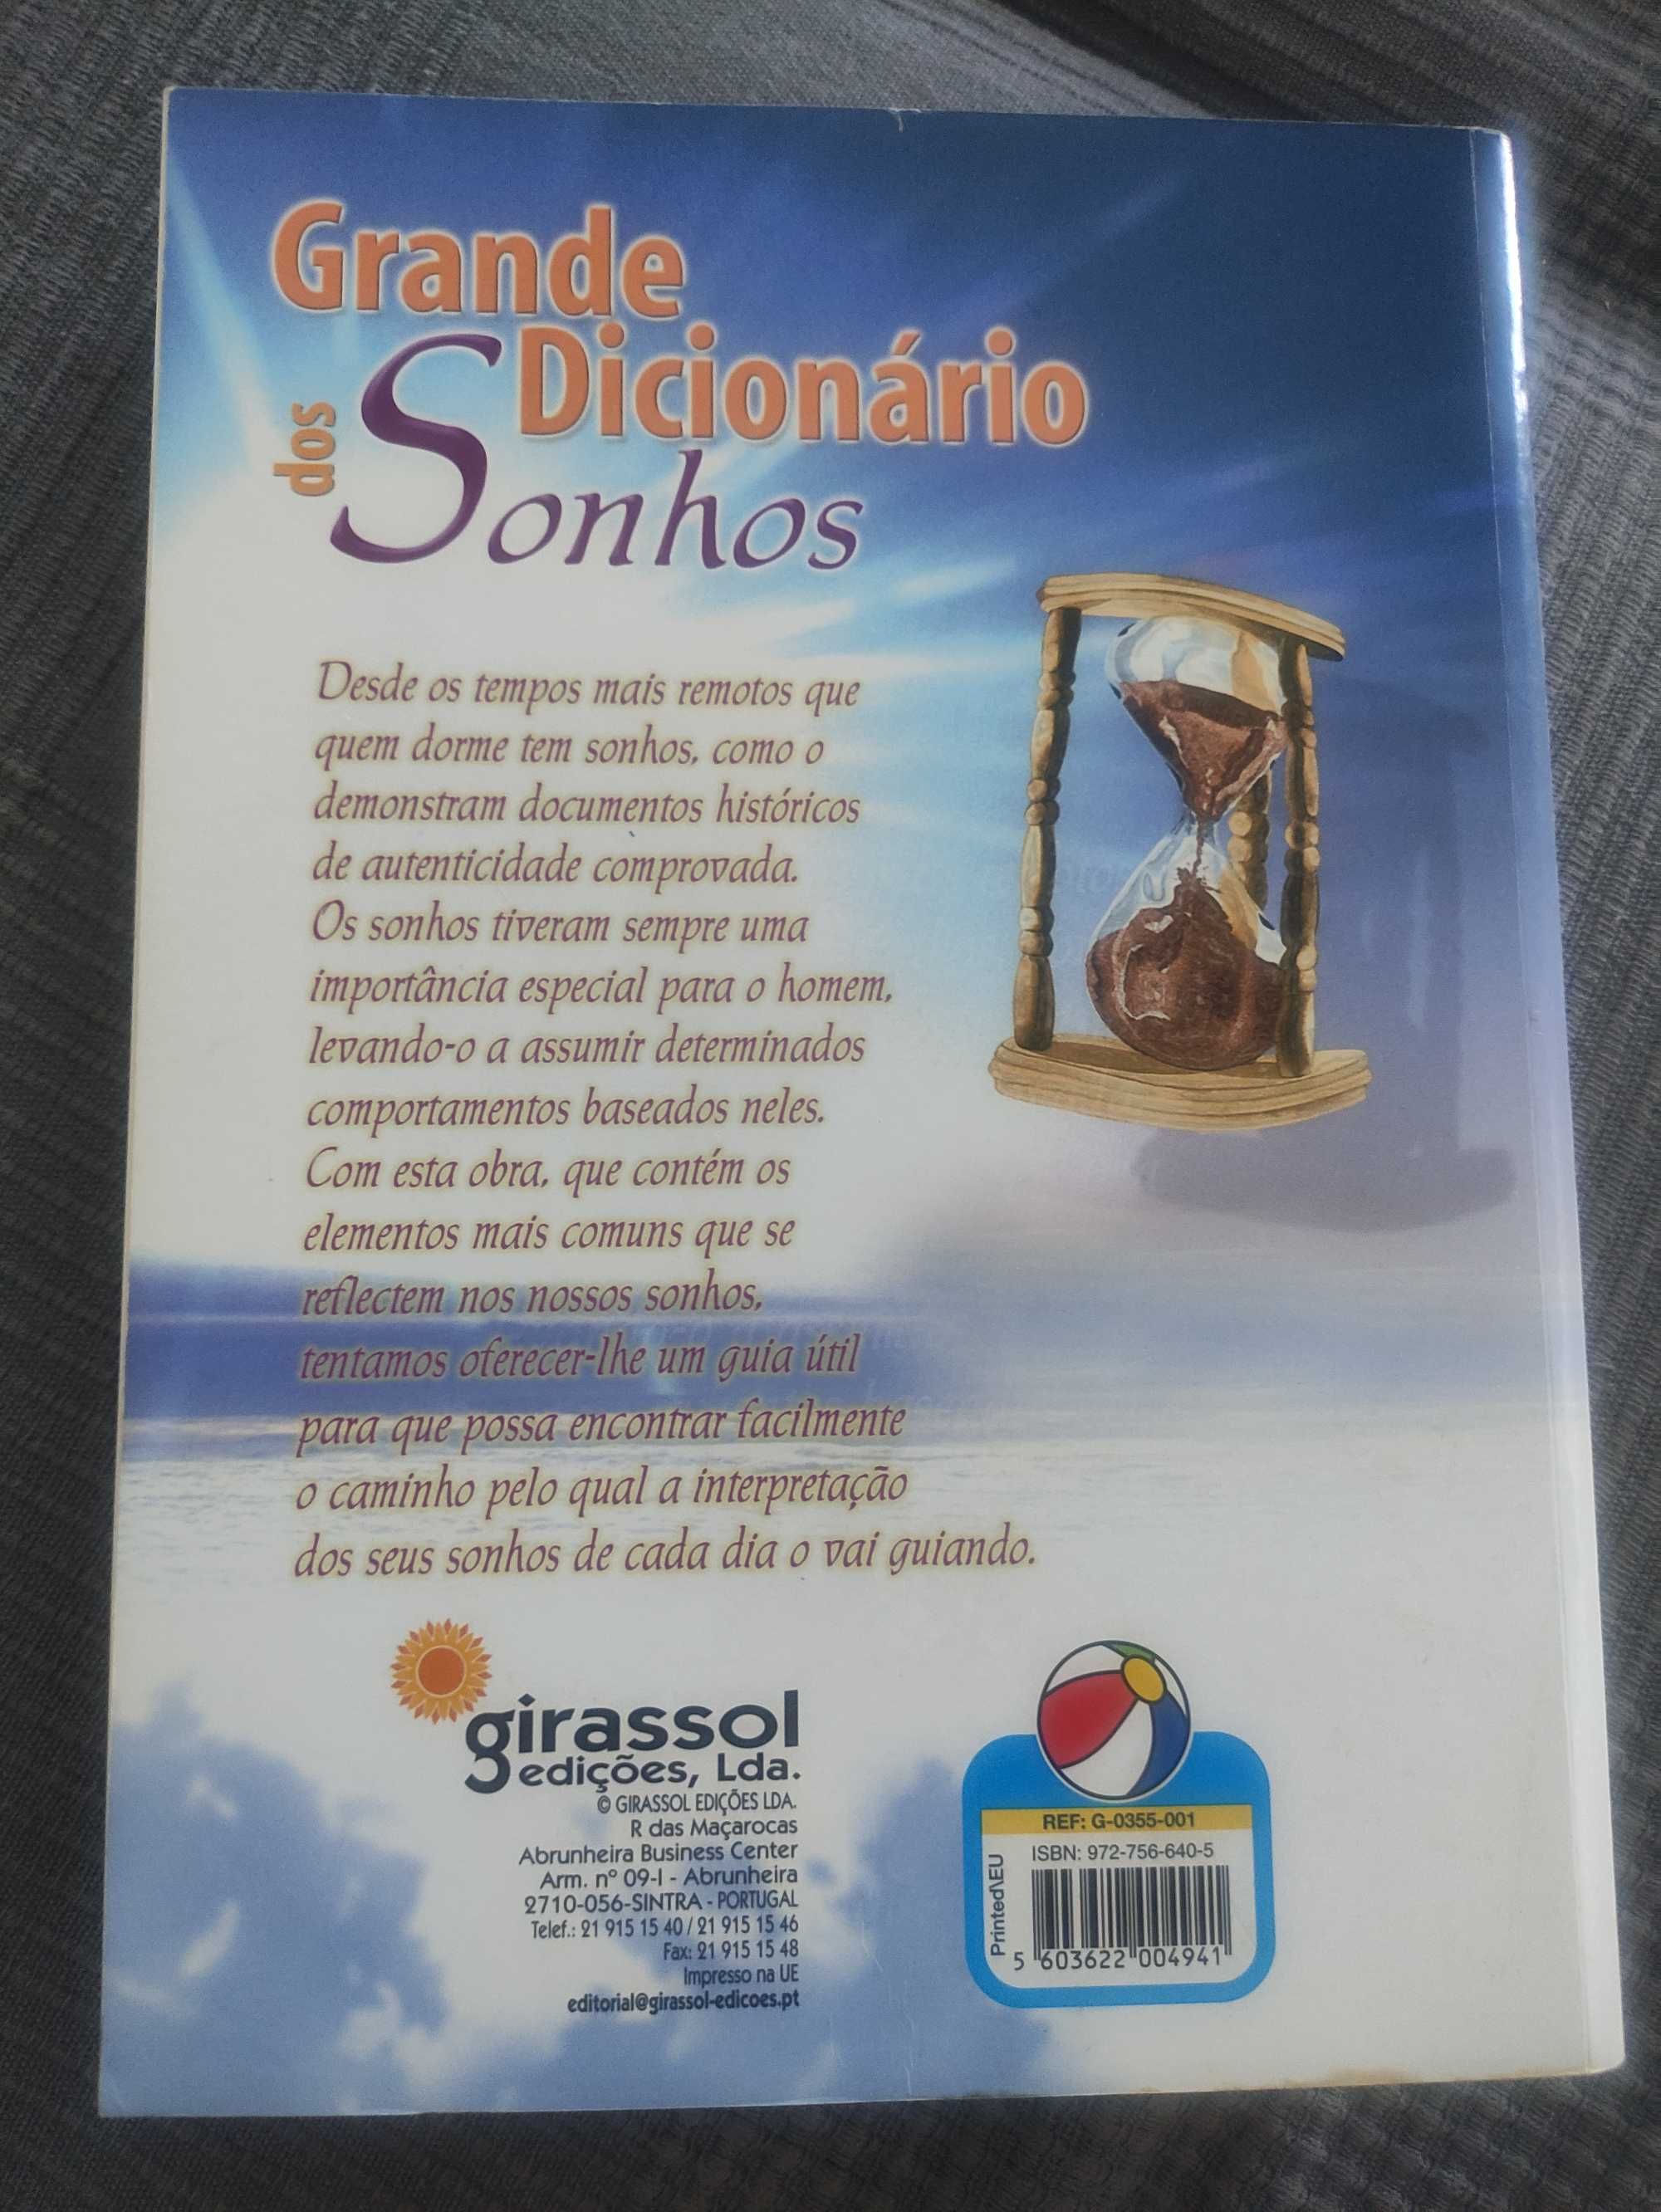 Grande
Dicionário
dos
Sonhos
Desde os tempos mais remotos que
quem dorme tem sonhos, como o
demonstram documentos históricos
de autenticidade comprovada.
Os sonhos tiveram sempre uma
importância especial para o homem,
levando-o a assumir determinados
comportamentos baseados neles.
Com esta obra, que contém os
elementos mais comuns que se
reflectem nos nossos sonhos,
tentamos oferecer-lhe um guia útil
para que possa encontrar facilmente
o caminho pelo qual a interpretação
dos seus sonhos de cada dia o vai guiando.
girassol
edições, Lda.
© GIRASSOL EDIÇÕES LDA.
R das Maçarocas
Abrunheira Business Center
Arm. nº 09-I - Abrunheira
2710-056-SINTRA - PORTUGAL
Telef.: 21 915 15 40 / 21 915 15 46
Fax: 21 915 15 48
Impresso na UE
editorial@girassol-edicoes.pt
REF: G-0355-001
ISBN: 972-756-640-5
Printed\EU
5 603622 004941